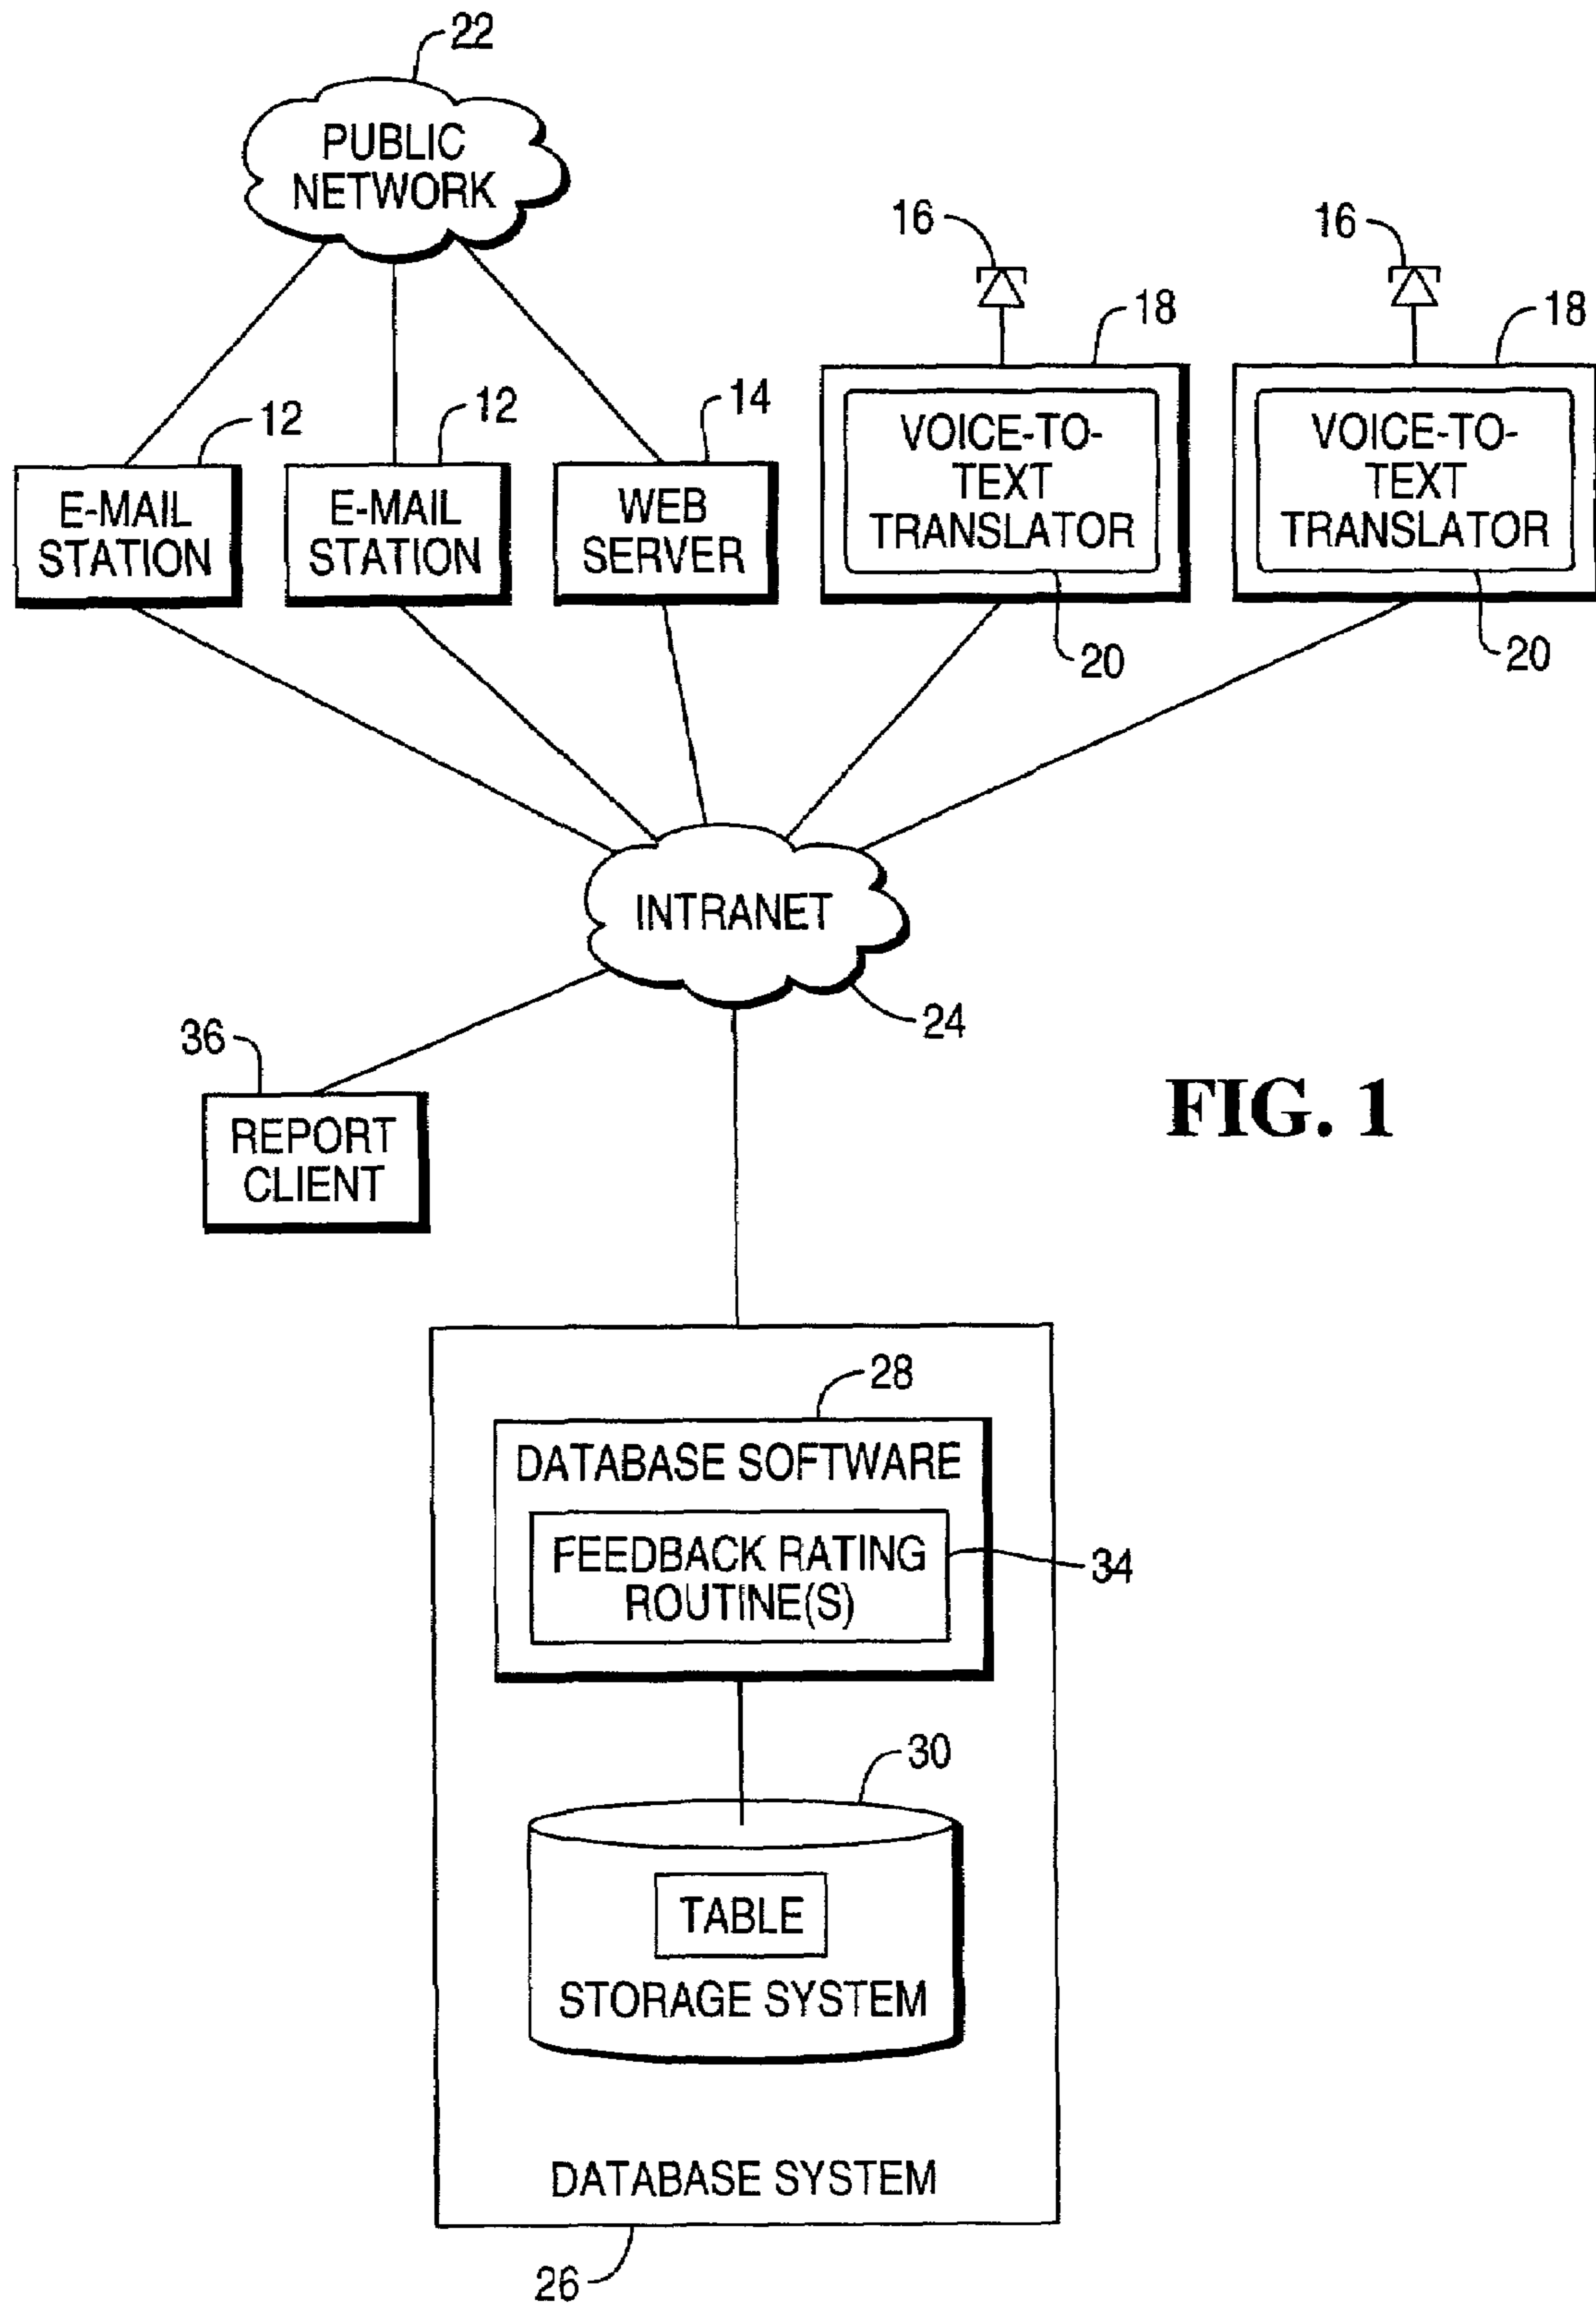 22
PUBLIC
NETWORK
16
16
18
18
12
12
14
E-MAIL
STATION
E-MAIL
STATION
WEB
SERVER
VOICE-TO-
TEXT
TRANSLATOR
VOICE-TO-
TEXT
TRANSLATOR
20
20
INTRANET
24
36
REPORT
CLIENT
FIG. 1
28
DATABASE SOFTWARE
FEEDBACK RATING
ROUTINE(S)
34
30
TABLE
STORAGE SYSTEM
DATABASE SYSTEM
26